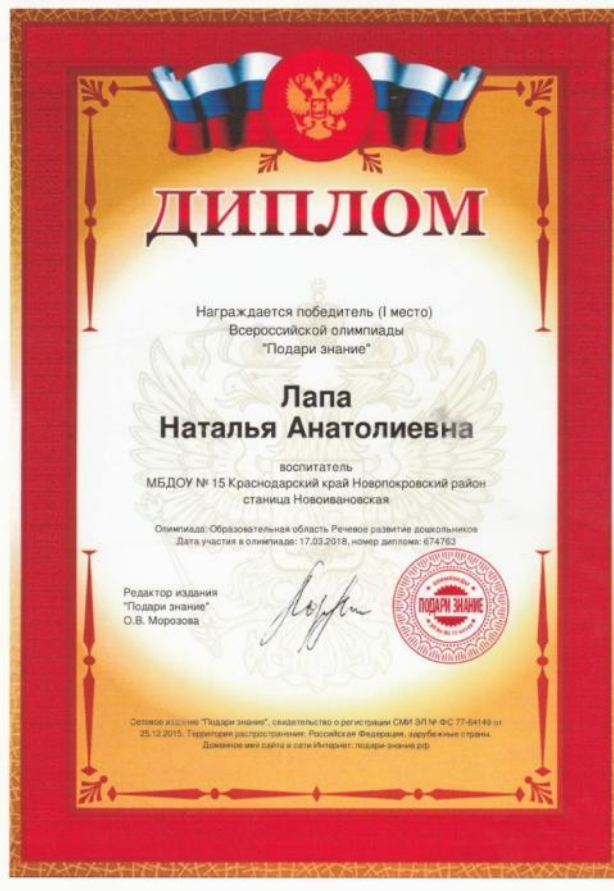 ДИПЛОМ
Награждается победитель (I место)
Всероссийской олимпиады
"Подари знание"
Лапа
Наталья Анатолиевна
воспитатель
МБДОУ № 15 Краснодарский край Новопокровский район
станица Новоивановская
Олимпиада: Образовательная область Речевое развитие дошкольников
Дата участия в олимпиаде: 17.03.2018, номер диплома: 674763
Редактор издания
"Подари знание"
О.В. Морозова
ПОДАРИ ЗНАНИЕ
Сетевое издание "Подари знание", свидетельство о регистрации СМИ ЭЛ № ФС 77-64149 от
25.12.2015. Территория распространения: Российская Федерация, зарубежные страны.
Доменное имя сайта в сети Интернет: подари-знание.рф